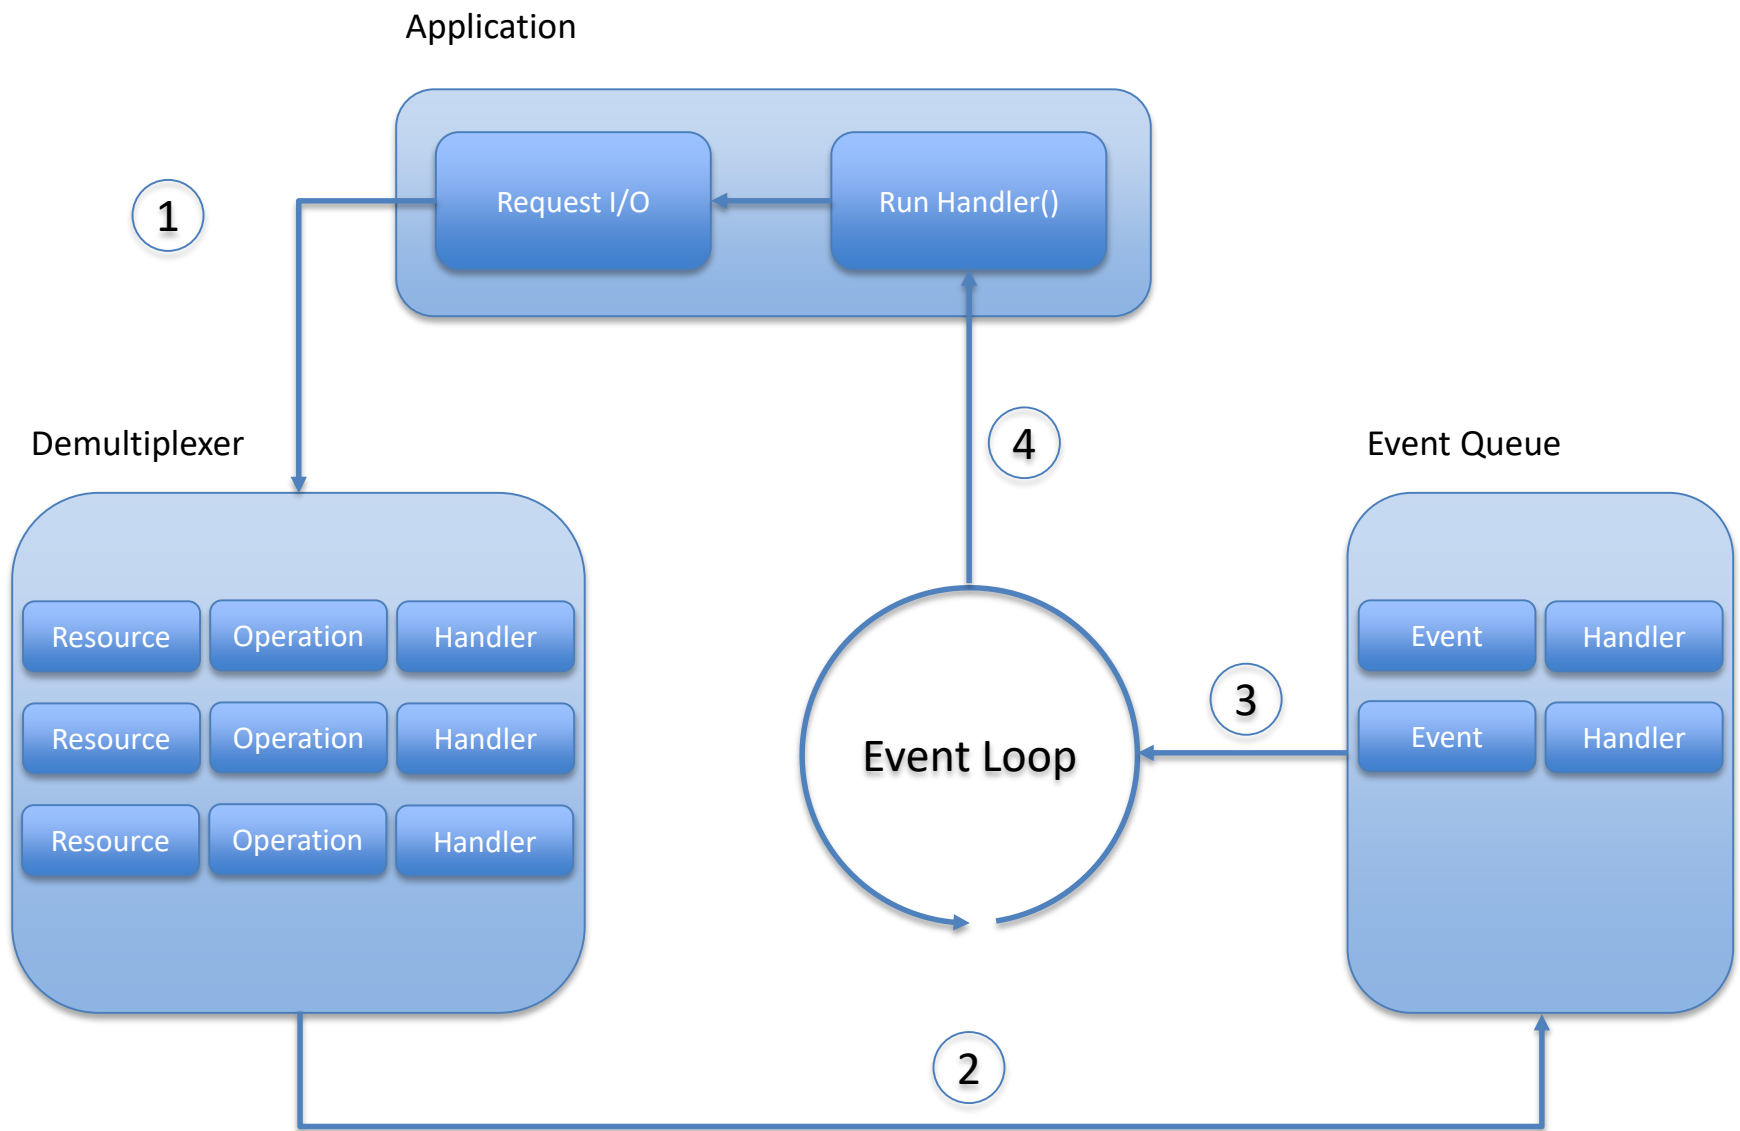 Application
1
Request I/O
Run Handler()
Demultiplexer
4
Event Queue
Resource Operation Handler
Resource Operation Handler
Resource Operation Handler
Event Loop
3
Event Handler
Event Handler
2